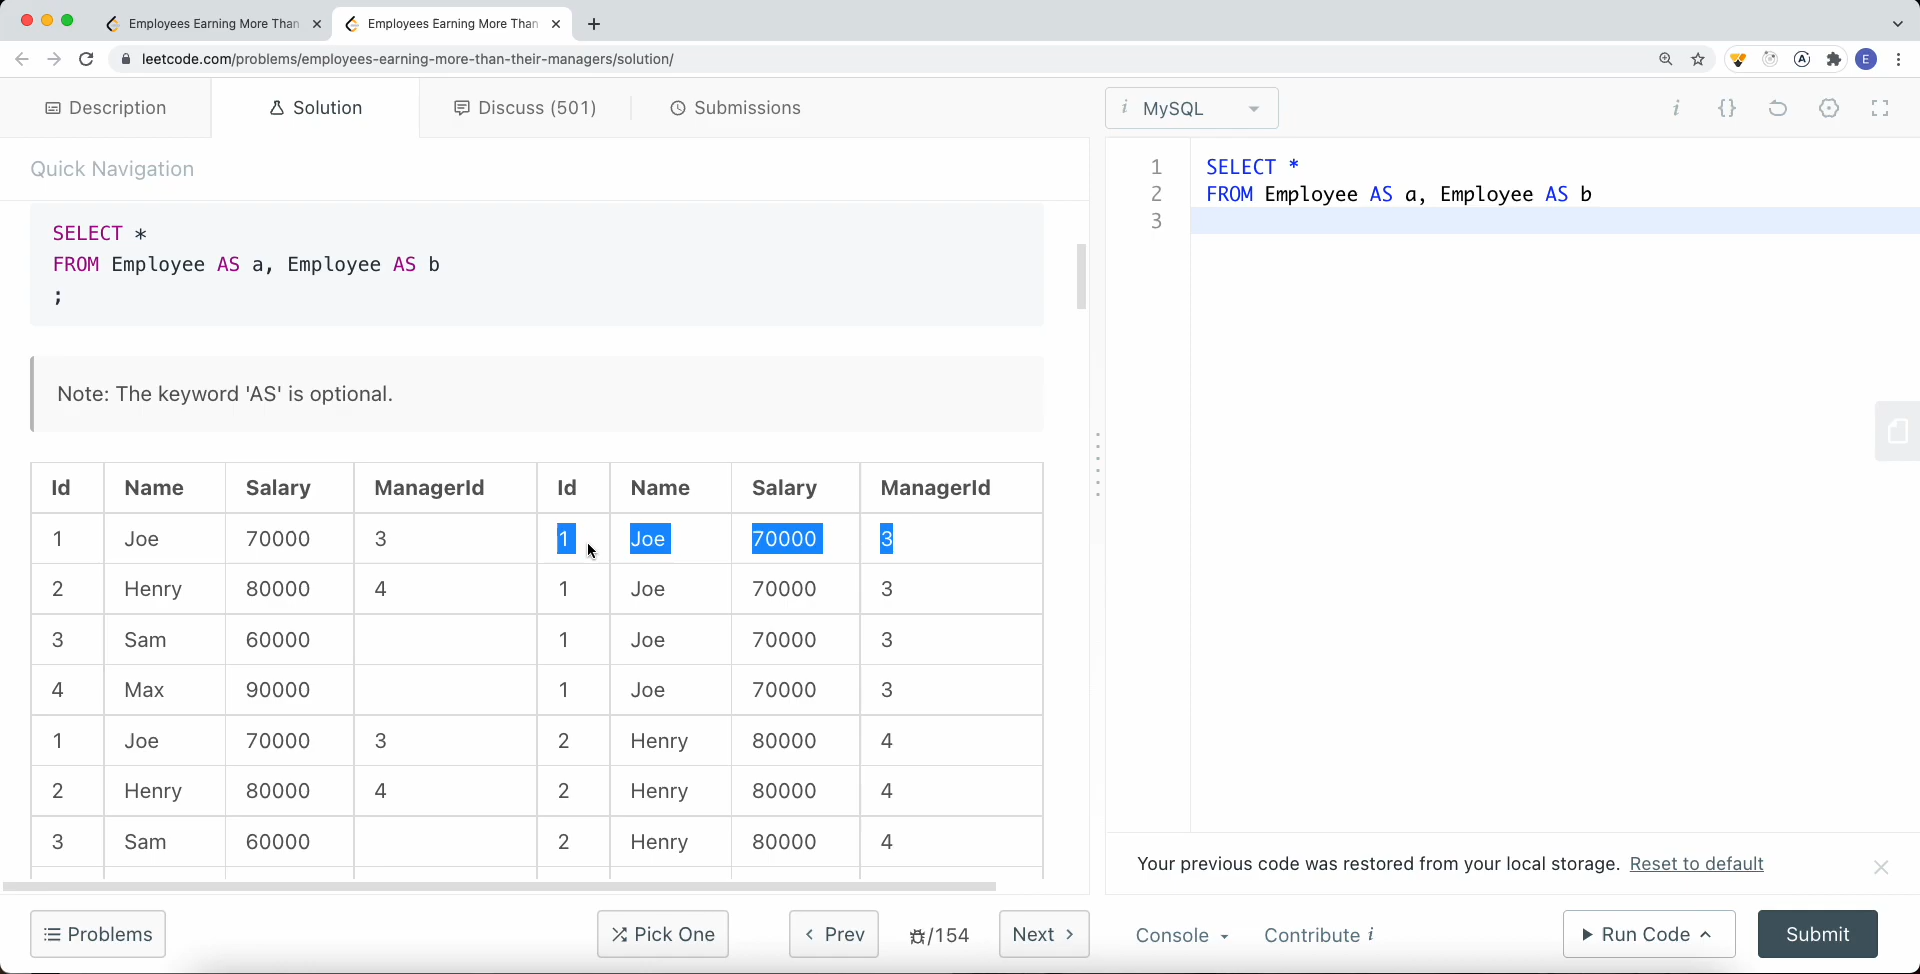 Employees Earning More Than
Employees Earning More Than
leetcode.com/problems/employees-earning-more-than-their-managers/solution/
E
Description
Solution
Discuss (501)
Submissions
i MySQL
i {}
Quick Navigation
SELECT *
FROM Employee AS a, Employee AS b
;
Note: The keyword 'AS' is optional.
Id Name Salary ManagerId Id Name Salary ManagerId
1 Joe 70000 3 1 Joe 70000 3
2 Henry 80000 4 1 Joe 70000 3
3 Sam 60000 1 Joe 70000 3
4 Max 90000 1 Joe 70000 3
1 Joe 70000 3 2 Henry 80000 4
2 Henry 80000 4 2 Henry 80000 4
3 Sam 60000 2 Henry 80000 4
1 SELECT *
2 FROM Employee AS a, Employee AS b
3
Your previous code was restored from your local storage. Reset to default
Problems
Pick One
Prev
/154
Next
Console
Contribute i
Run Code
Submit